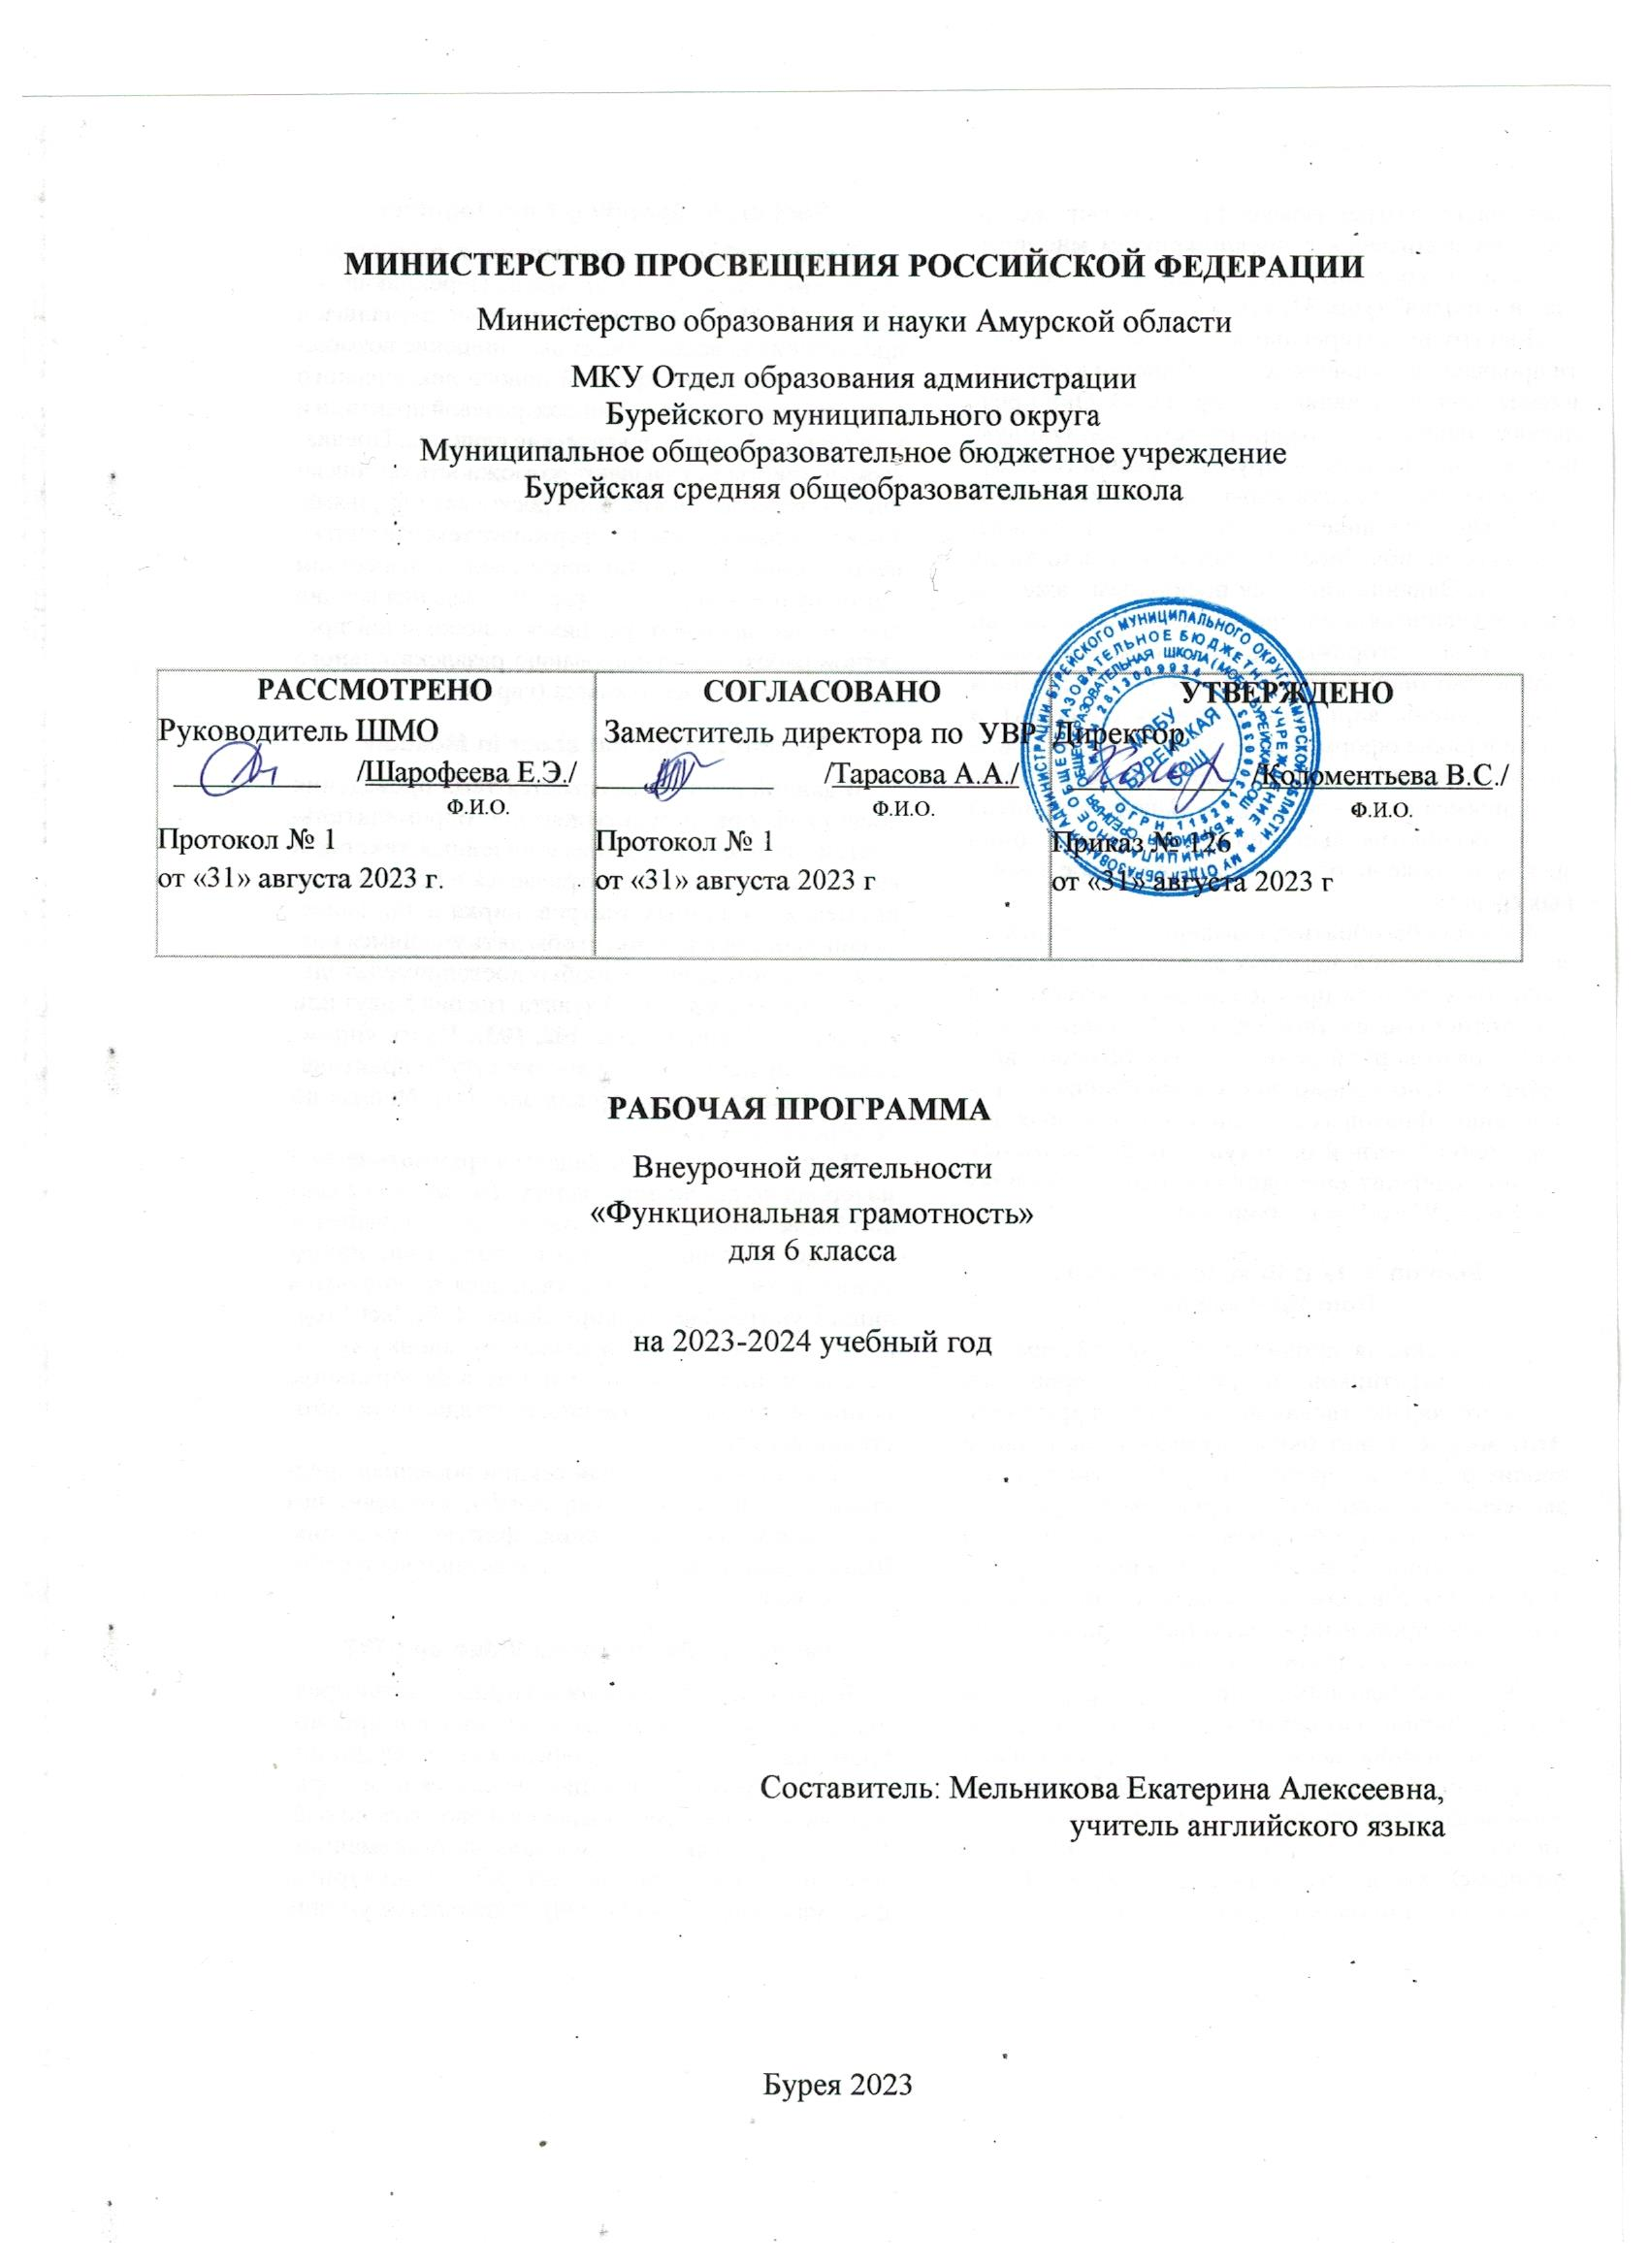 МИНИСТЕРСТВО ПРОСВЕЩЕНИЯ РОССИЙСКОЙ ФЕДЕРАЦИИ
Министерство образования и науки Амурской области
МКУ Отдел образования администрации
Бурейского муниципального округа
Муниципальное общеобразовательное бюджетное учреждение
Бурейская средняя общеобразовательная школа
РАССМОТРЕНО
Руководитель ШМО
/Шарофеева Е.Э./
Ф.И.О.
Протокол № 1
от «31» августа 2023 г.
СОГЛАСОВАНО
Заместитель директора по УВР
/Тарасова А.А./
Ф.И.О.
Протокол № 1
от «31» августа 2023 г
УТВЕРЖДЕНО
Директор
/Коломентьева В.С./
Ф.И.О.
Приказ № 126
от «31» августа 2023 г
МОБУ
БУРЕЙСКАЯ
СОШ
РАБОЧАЯ ПРОГРАММА
Внеурочной деятельности
«Функциональная грамотность»
для 6 класса
на 2023-2024 учебный год
Составитель: Мельникова Екатерина Алексеевна,
учитель английского языка
Бурея 2023